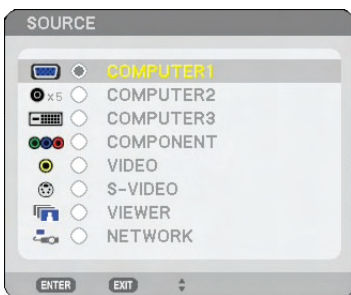 SOURCE
COMPUTER1
x5 COMPUTER2
COMPUTER3
COMPONENT
VIDEO
S-VIDEO
VIEWER
NETWORK
ENTER EXIT